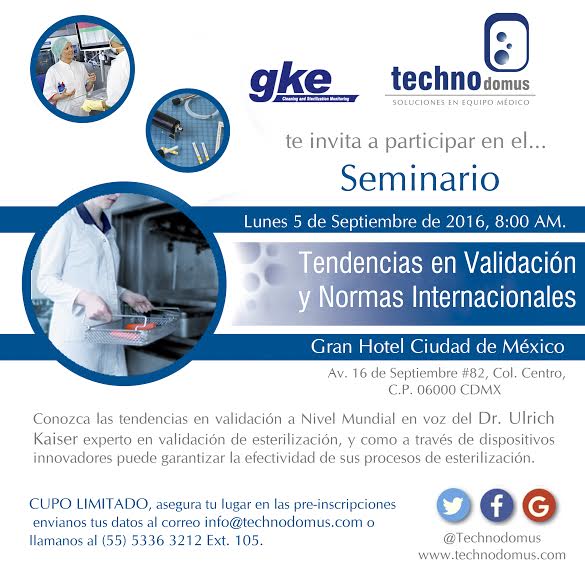 gke
Cleaning and Sterilization Monitoring
technodomus
SOLUCIONES EN EQUIPO MÉDICO
te invita a participar en el...
Seminario
Lunes 5 de Septiembre de 2016, 8:00 AM.
Tendencias en Validación
y Normas Internacionales
Gran Hotel Ciudad de México
Av. 16 de Septiembre #82, Col. Centro,
C.P. 06000 CDMX
Conozca las tendencias en validación a Nivel Mundial en voz del Dr. Ulrich
Kaiser experto en validación de esterilización, y como a través de dispositivos
innovadores puede garantizar la efectividad de sus procesos de esterilización.
CUPO LIMITADO, asegura tu lugar en las pre-inscripciones
envianos tus datos al correo info@technodomus.com o
llamanos al (55) 5336 3212 Ext. 105.
@Technodomus
www.technodomus.com